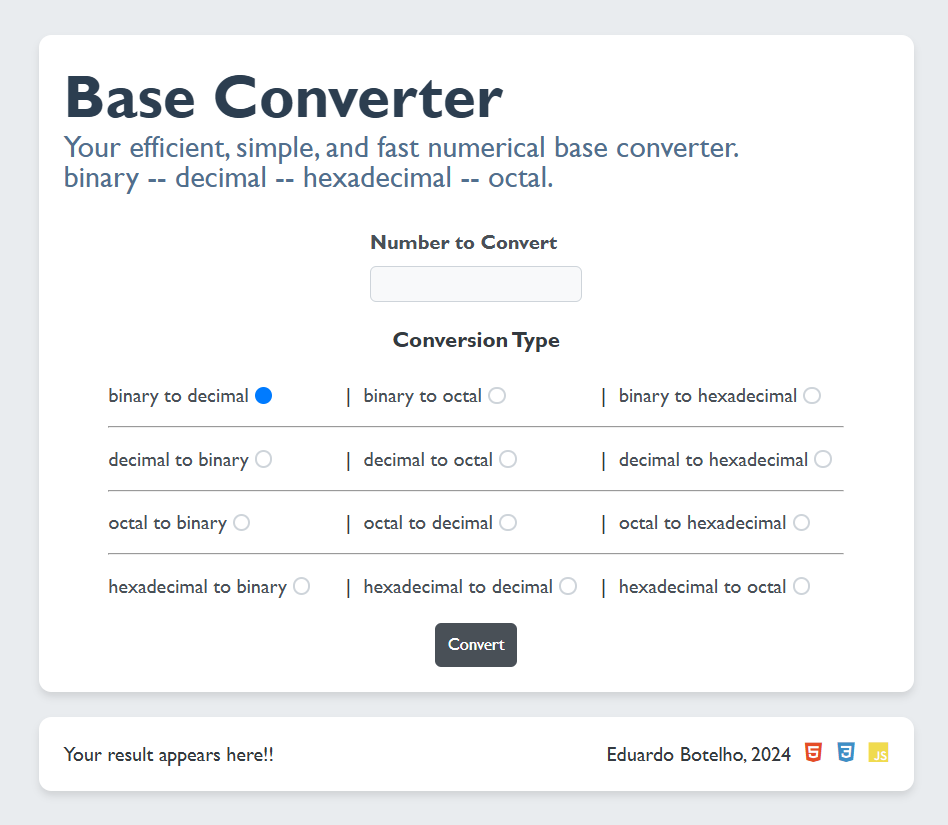 Base Converter
Your efficient, simple, and fast numerical base converter.
binary -- decimal -- hexadecimal -- octal.
Number to Convert
Conversion Type
binary to decimal | binary to octal | binary to hexadecimal
decimal to binary | decimal to octal | decimal to hexadecimal
octal to binary | octal to decimal | octal to hexadecimal
hexadecimal to binary | hexadecimal to decimal | hexadecimal to octal
Convert
Your result appears here!! Eduardo Botelho, 2024 5 3 JS